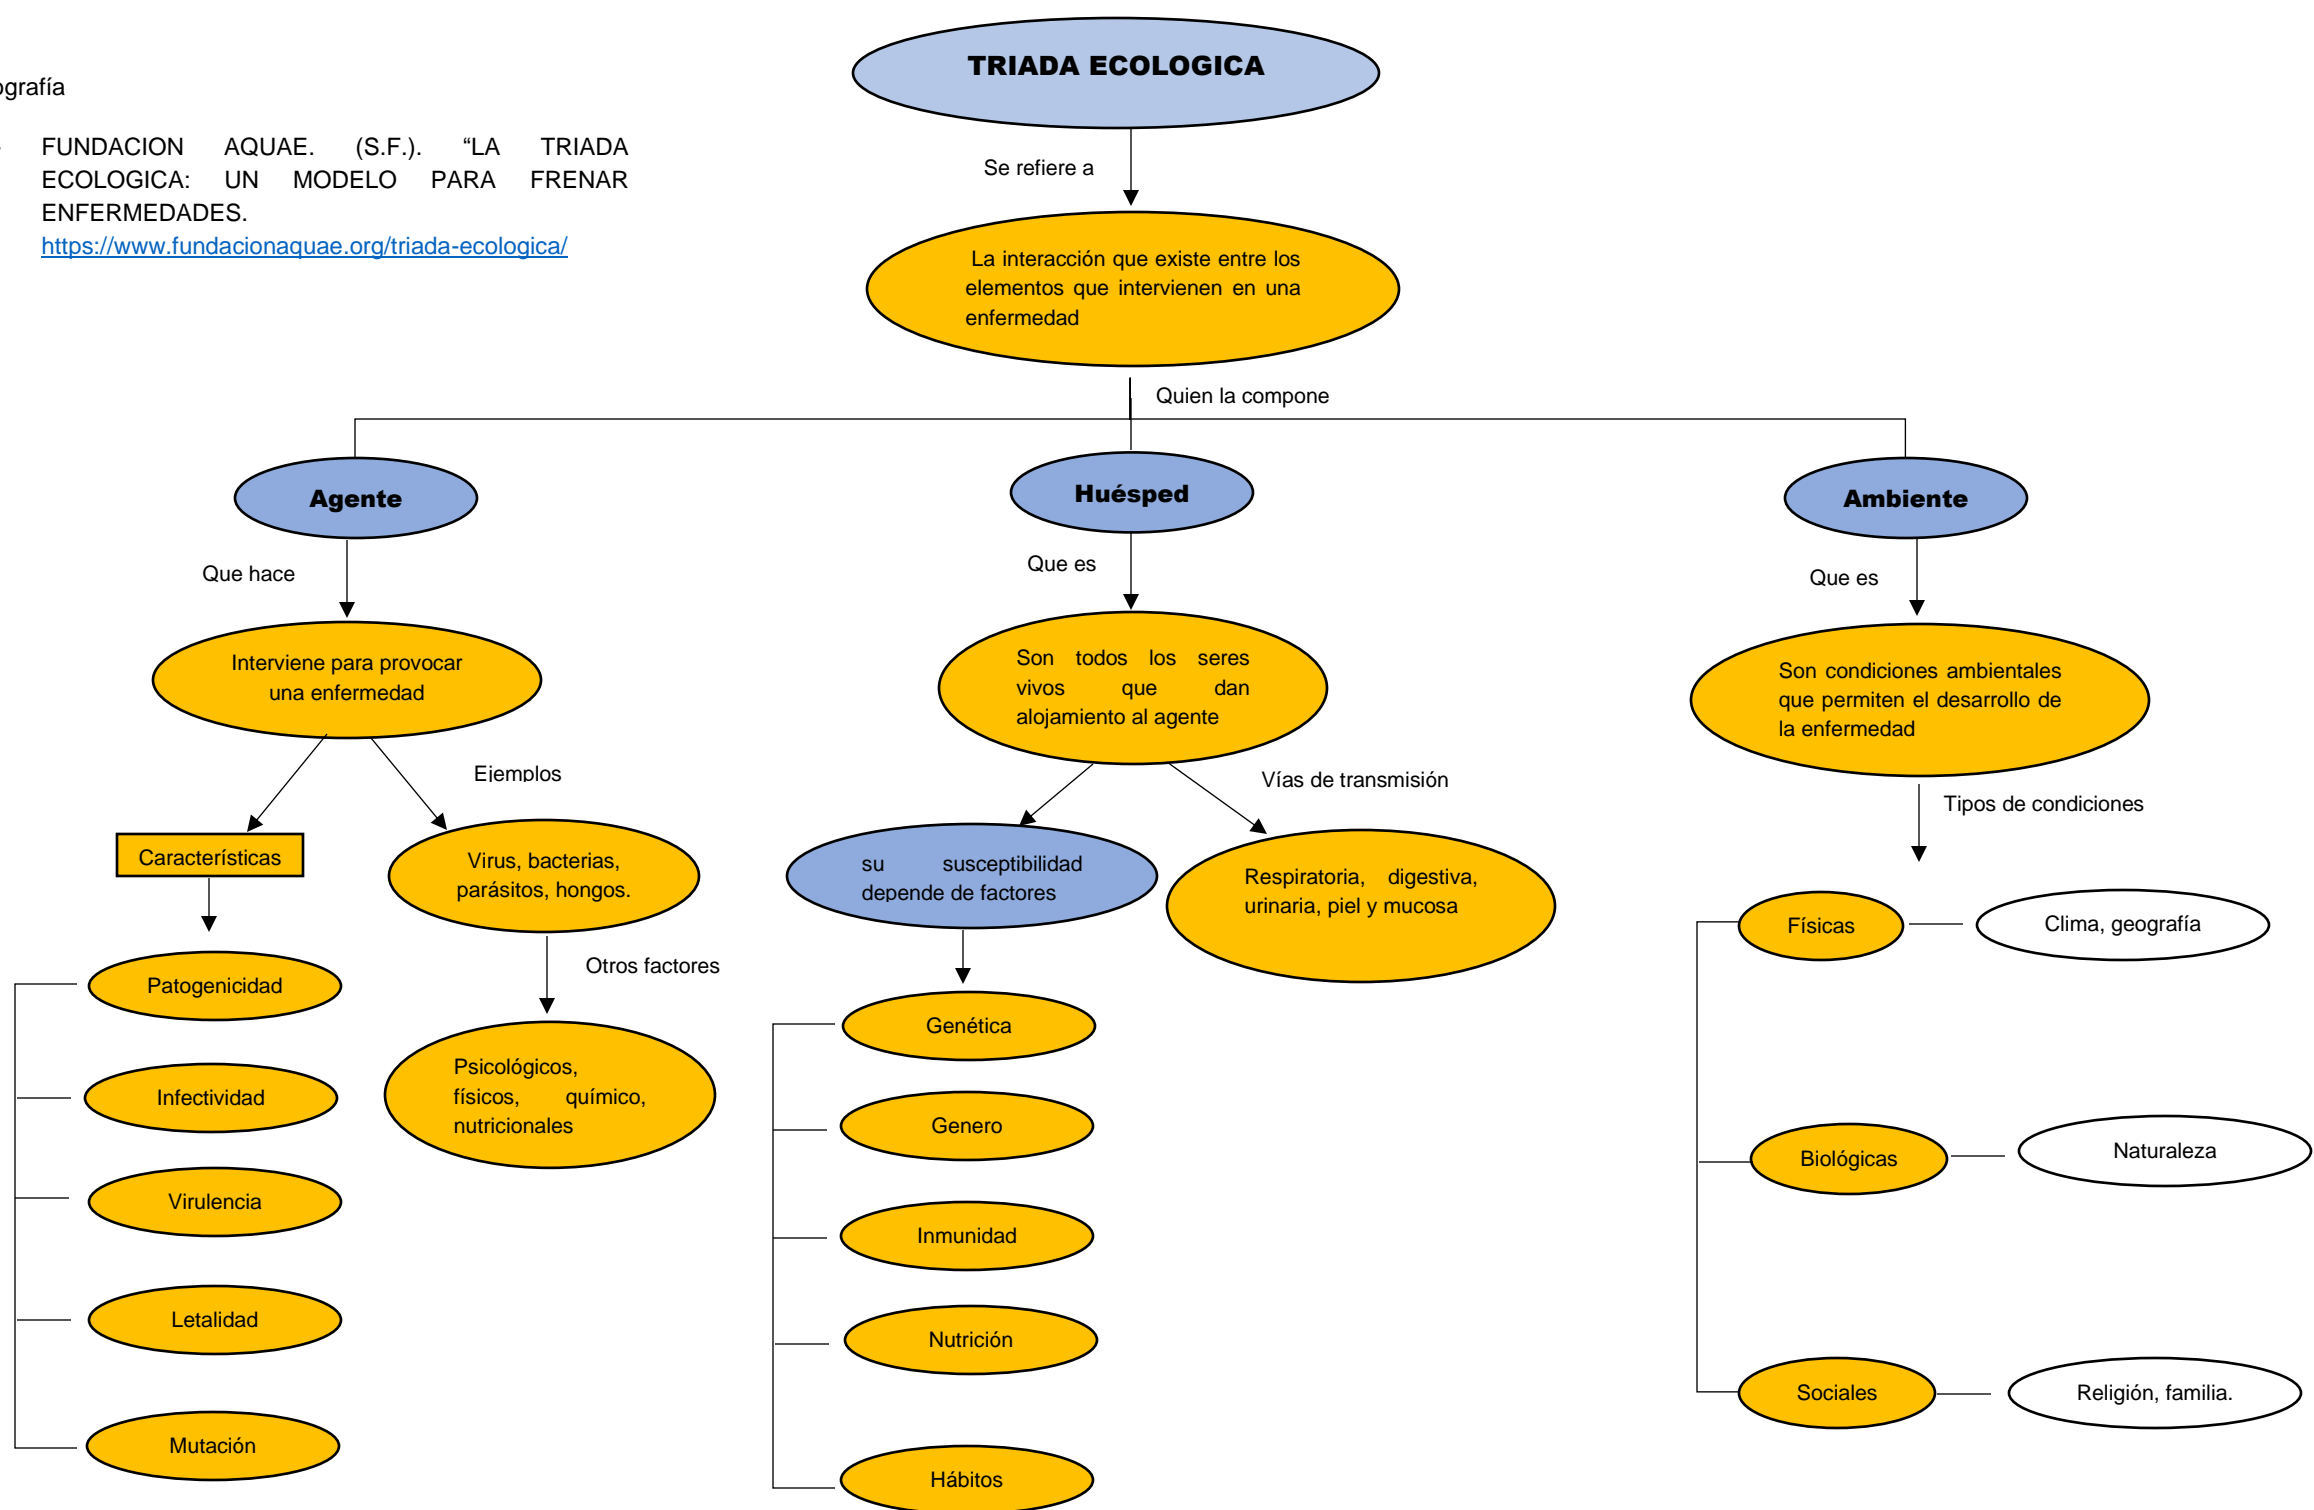 TRIADA ECOLOGICA
ografía
FUNDACION AQUAE. (S.F.). “LA TRIADA
ECOLOGICA: UN MODELO PARA FRENAR
ENFERMEDADES.
https://www.fundacionaquae.org/triada-ecologica/
Se refiere a
La interacción que existe entre los
elementos que intervienen en una
enfermedad
Quien la compone
Agente
Huésped
Ambiente
Que hace
Que es
Que es
Interviene para provocar
una enfermedad
Son todos los seres
vivos que dan
alojamiento al agente
Son condiciones ambientales
que permiten el desarrollo de
la enfermedad
Ejemplos
Vías de transmisión
Tipos de condiciones
Características
Virus, bacterias,
parásitos, hongos.
su susceptibilidad
depende de factores
Respiratoria, digestiva,
urinaria, piel y mucosa
Físicas
Clima, geografía
Otros factores
Patogenicidad
Genética
Psicológicos,
físicos, químico,
nutricionales
Infectividad
Genero
Biológicas
Naturaleza
Virulencia
Inmunidad
Letalidad
Nutrición
Sociales
Religión, familia.
Mutación
Hábitos